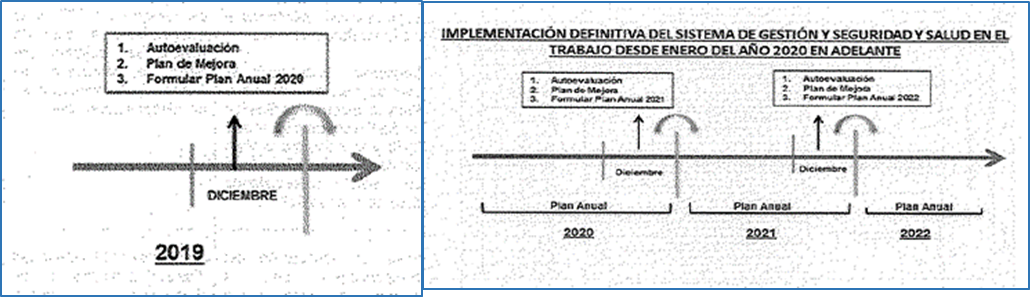 1. Autoevaluación
2. Plan de Mejora
3. Formular Plan Anual 2020
DICIEMBRE
2019
IMPLEMENTACIÓN DEFINITIVA DEL SISTEMA DE GESTIÓN Y SEGURIDAD Y SALUD EN EL
TRABAJO DESDE ENERO DEL AÑO 2020 EN ADELANTE
1. Autoevaluación
2. Plan de Mejora
3. Formular Plan Anual 2021
1. Autoevaluación
2. Plan de Mejora
3. Formular Plan Anual 2022
Diciembre
Diciembre
Plan Anual
Plan Anual
Plan Anual
2020
2021
2022